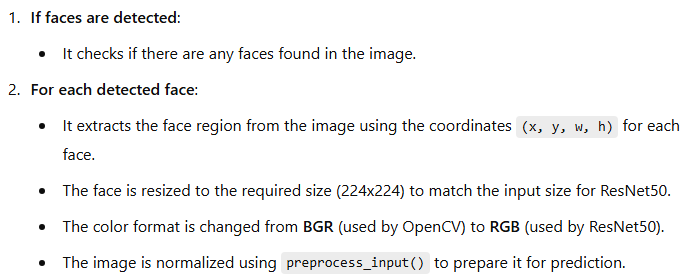 1. If faces are detected:
• It checks if there are any faces found in the image.
2. For each detected face:
• It extracts the face region from the image using the coordinates (x, y, w, h) for each
face.
• The face is resized to the required size (224x224) to match the input size for ResNet50.
• The color format is changed from BGR (used by OpenCV) to RGB (used by ResNet50).
• The image is normalized using preprocess_input() to prepare it for prediction.